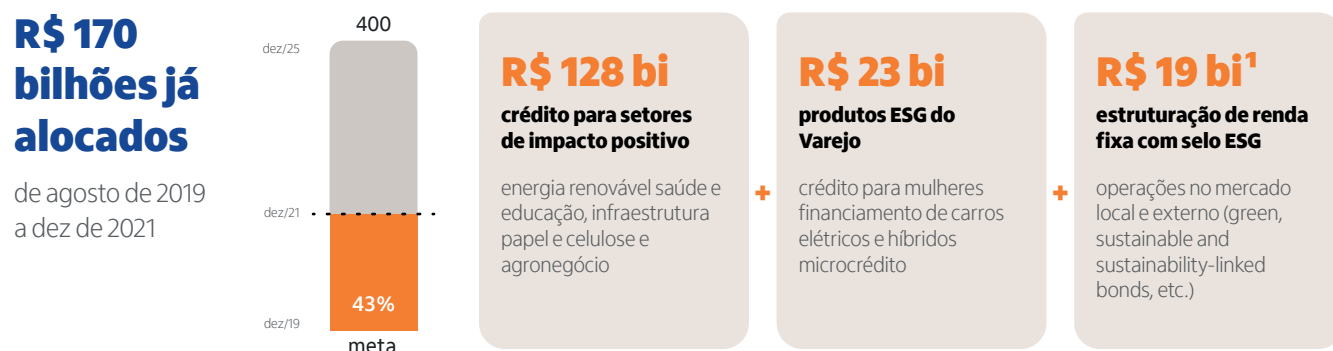 R$ 170
bilhões já
alocados
de agosto de 2019
a dez de 2021
400
dez/25
dez/21
43%
dez/19
meta
R$ 128 bi
crédito para setores
de impacto positivo
energia renovável saúde e
educação, infraestrutura
papel e celulose e
agronegócio
+
R$ 23 bi
produtos ESG do
Varejo
crédito para mulheres
financiamento de carros
elétricos e híbridos
microcrédito
+
R$ 19 bi¹
estruturação de renda
fixa com selo ESG
operações no mercado
local e externo (green,
sustainable and
sustainability-linked
bonds, etc.)